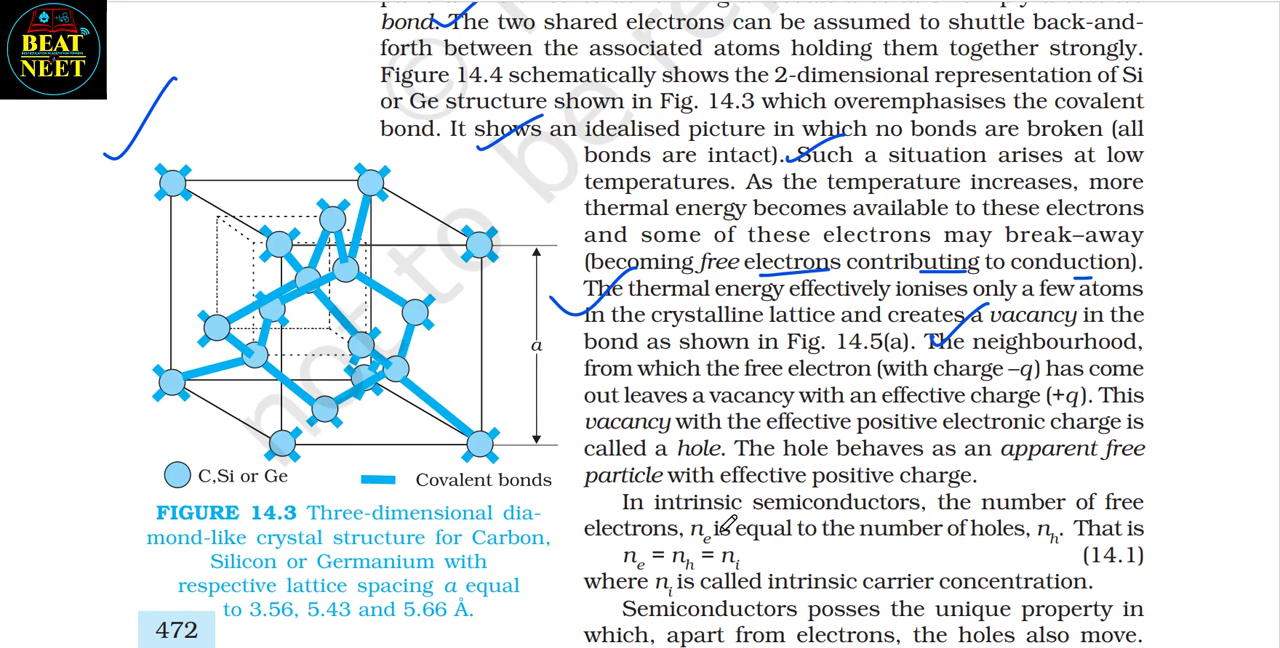 BEAT
NEET
bond. The two shared electrons can be assumed to shuttle back-and-
forth between the associated atoms holding them together strongly.
Figure 14.4 schematically shows the 2-dimensional representation of Si
or Ge structure shown in Fig. 14.3 which overemphasises the covalent
bond. It shows an idealised picture in which no bonds are broken (all
bonds are intact). Such a situation arises at low
temperatures. As the temperature increases, more
thermal energy becomes available to these electrons
and some of these electrons may break–away
(becoming free electrons contributing to conduction).
The thermal energy effectively ionises only a few atoms
in the crystalline lattice and creates a vacancy in the
bond as shown in Fig. 14.5(a). The neighbourhood,
from which the free electron (with charge –q) has come
out leaves a vacancy with an effective charge (+q). This
vacancy with the effective positive electronic charge is
called a hole. The hole behaves as an apparent free
particle with effective positive charge.
In intrinsic semiconductors, the number of free
electrons, ne is equal to the number of holes, nh. That is
ne = nh = ni (14.1)
where ni is called intrinsic carrier concentration.
Semiconductors posses the unique property in
which, apart from electrons, the holes also move.
a
C,Si or Ge
Covalent bonds
FIGURE 14.3 Three-dimensional dia-
mond-like crystal structure for Carbon,
Silicon or Germanium with
respective lattice spacing a equal
to 3.56, 5.43 and 5.66 Å.
472
© 
not to be re